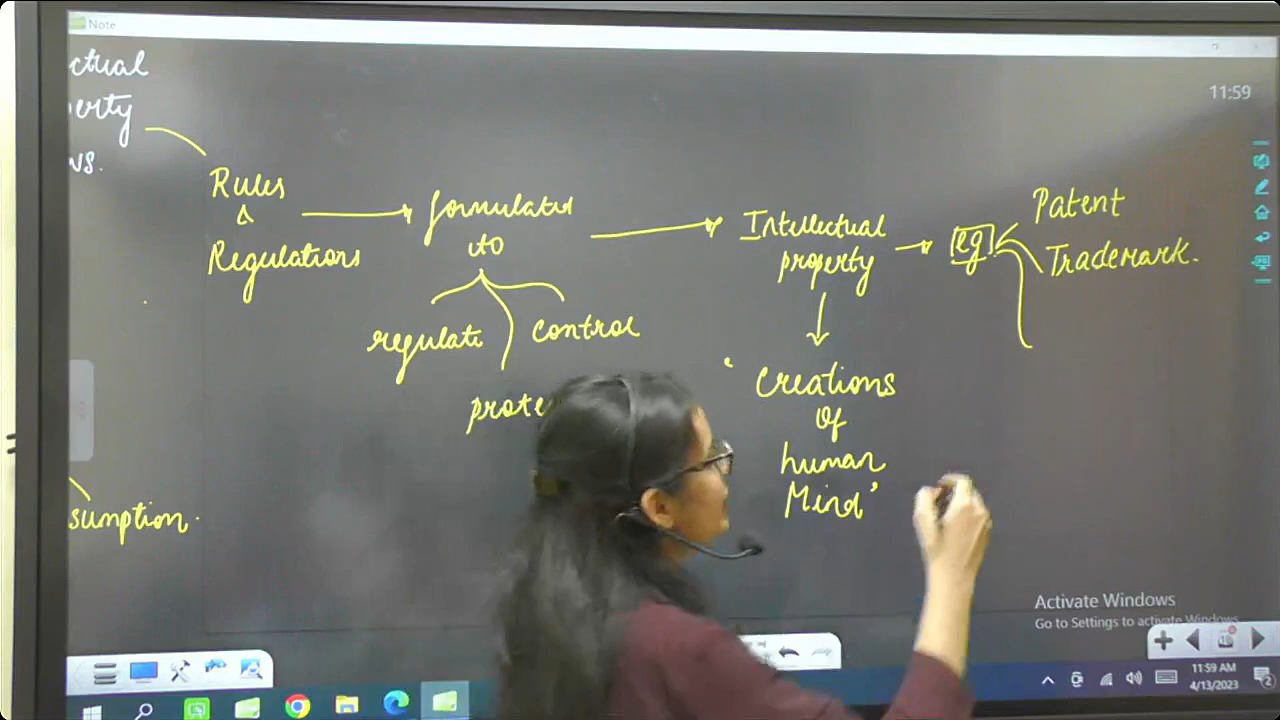 Note
ctual
erty
ws.
11:59
Rules
&
Regulations
formulated
to
regulate
control
prote
Intellectual
property
eg
Patent
Trademark.
'Creations
of
human
Mind'
sumption.
Activate Windows
Go to Settings to activate Windows.
11:59 AM
4/13/2023